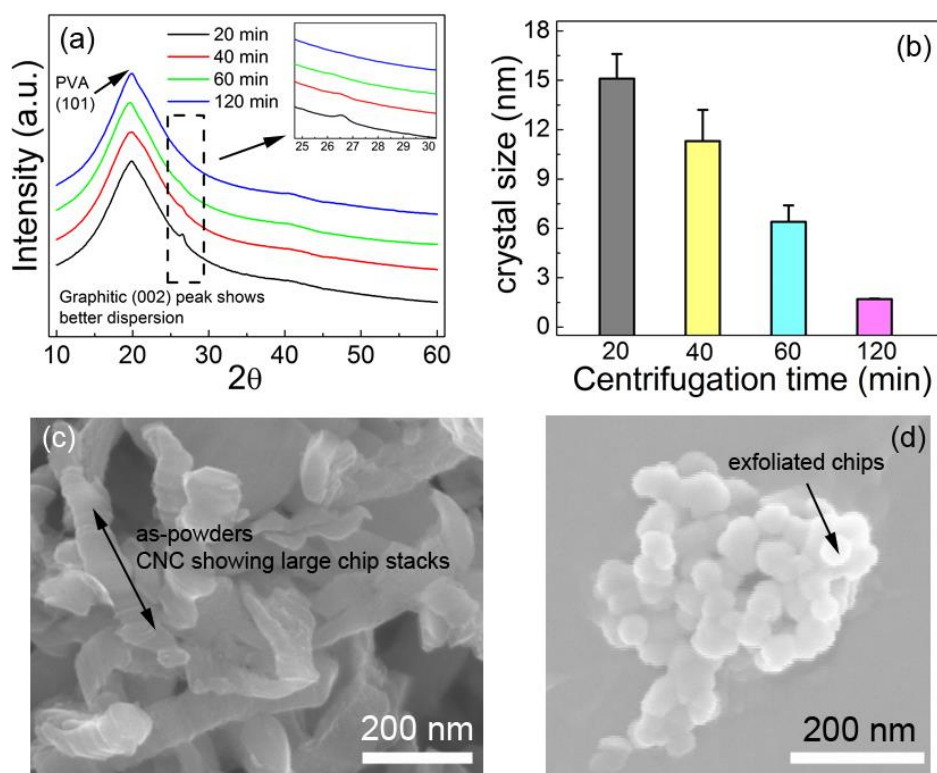 (a)
20 min
40 min
60 min
120 min
PVA
(101)
25 26 27 28 29 30
Intensity (a.u.)
Graphitic (002) peak shows
better dispersion
10 20 30 40 50 60
2θ
(b)
crystal size (nm)
15
12
9
6
3
0
20 40 60 120
Centrifugation time (min)
(c)
as-powders
CNC showing large chip stacks
200 nm
(d)
exfoliated chips
200 nm